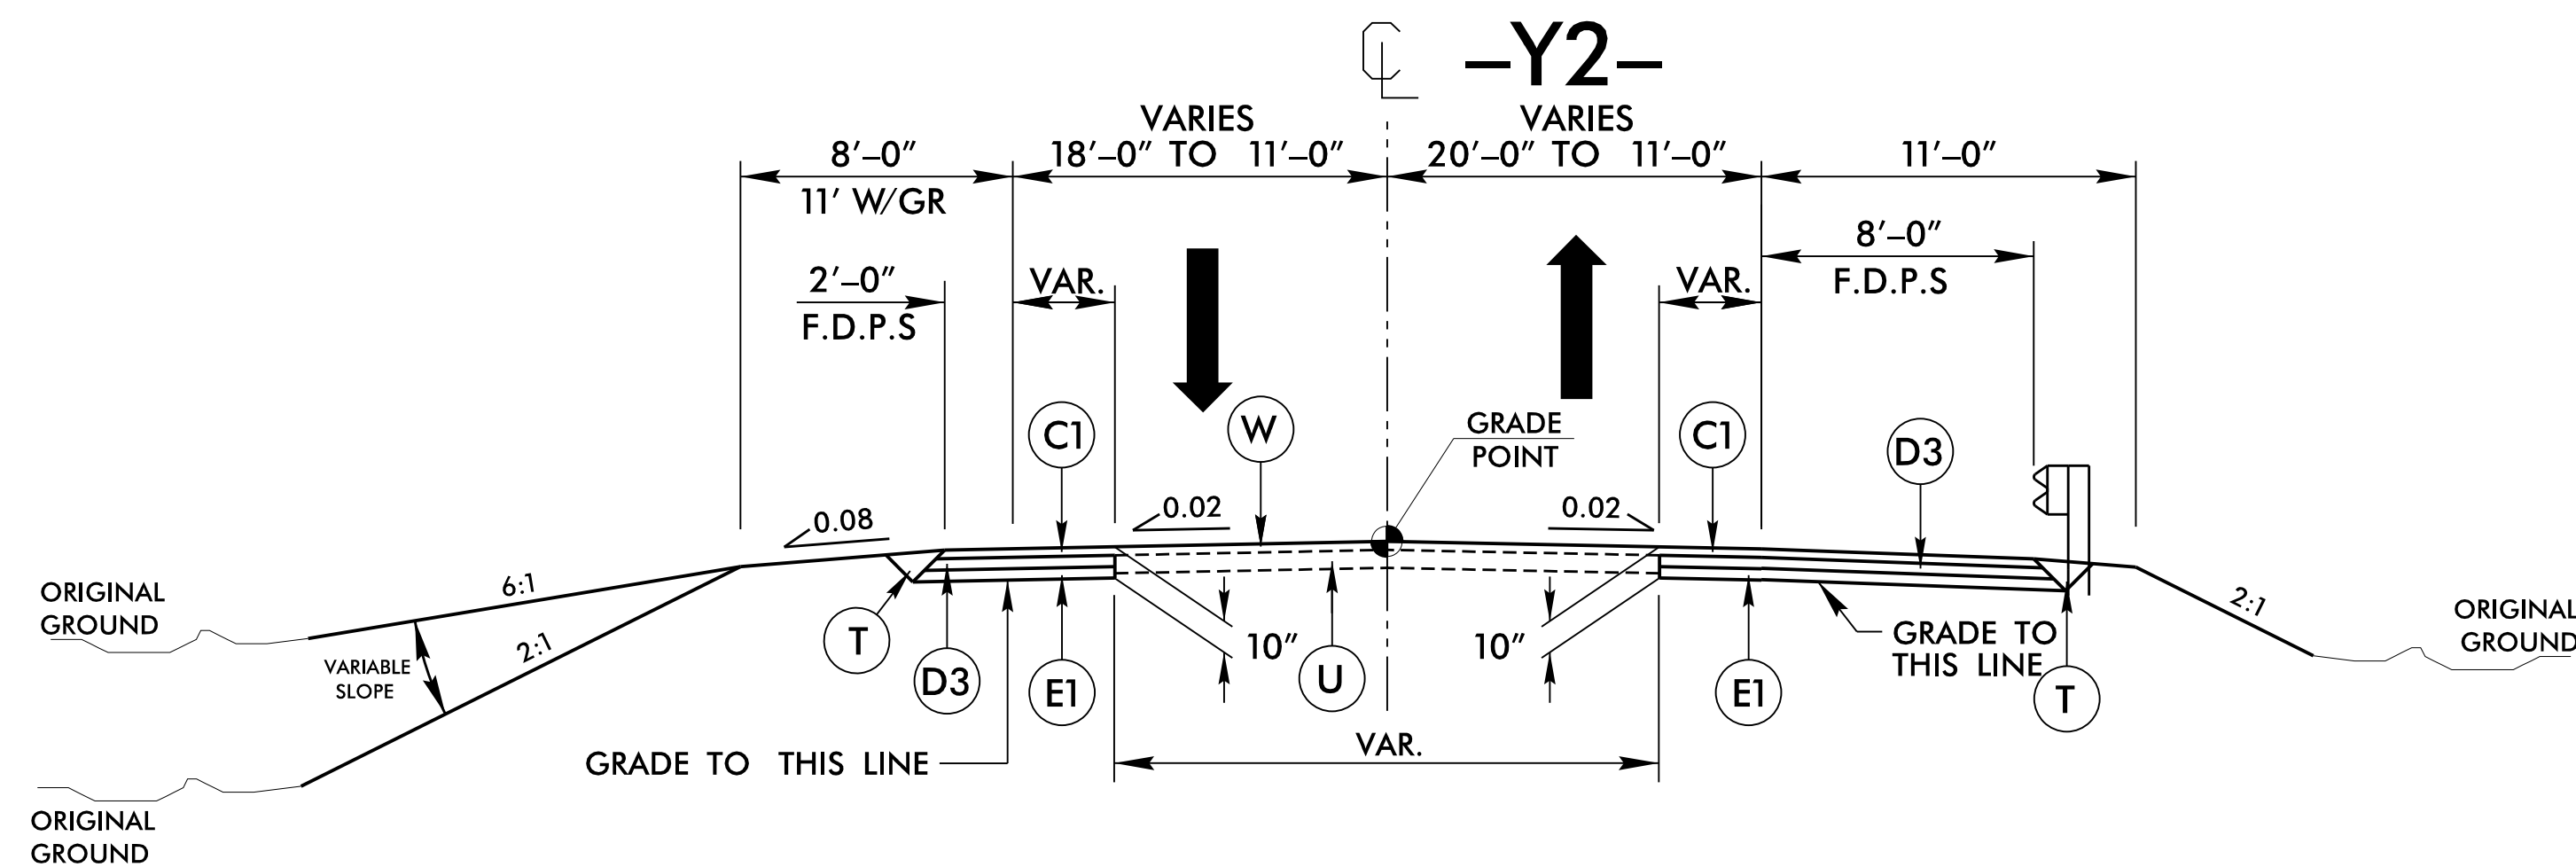 ℄ –Y2–
VARIES
VARIES
8'–0"
18'–0" TO 11'–0"
20'–0" TO 11'–0"
11'–0"
11' W/GR
8'–0"
F.D.P.S
2'–0"
F.D.P.S
VAR.
VAR.
C1
W
GRADE
POINT
C1
D3
0.08
0.02
0.02
ORIGINAL
GROUND
6:1
2:1
VARIABLE
SLOPE
T
D3
E1
10"
U
10"
E1
GRADE TO
THIS LINE
T
2:1
ORIGINAL
GROUND
GRADE TO THIS LINE
VAR.
ORIGINAL
GROUND